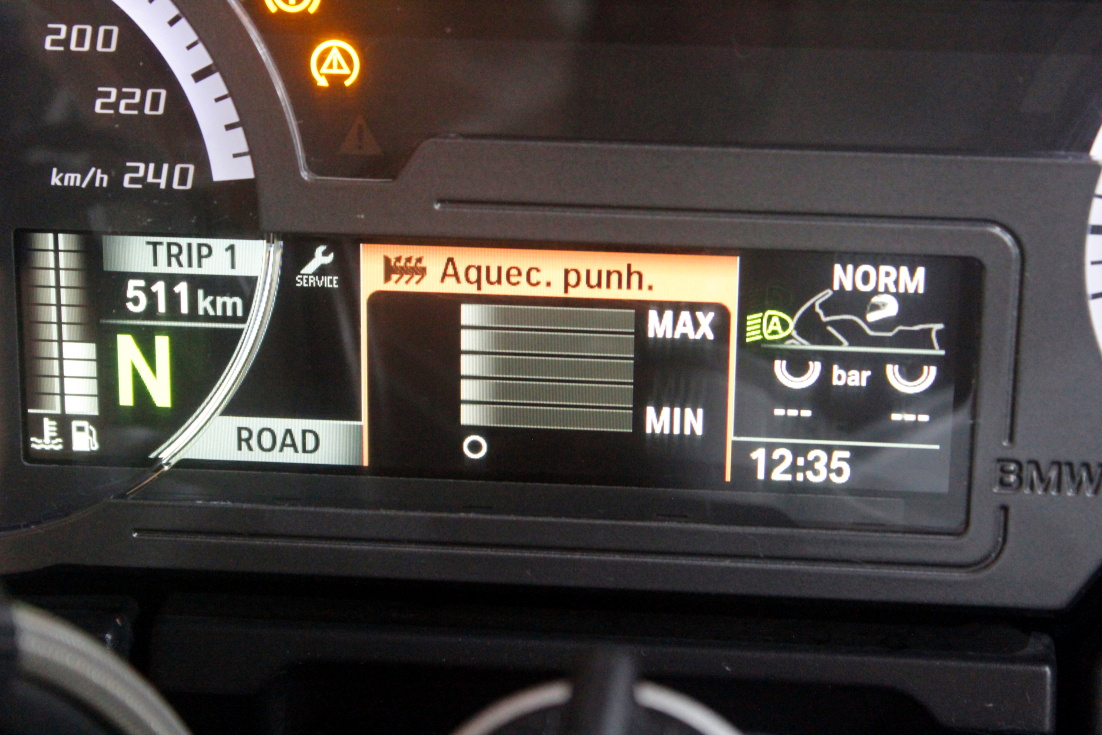 200
220
km/h 240
TRIP 1
511 km
N
ROAD
SERVICE
Aquec. punh.
MAX
MIN
NORM
A
bar
--- ---
12:35
BMW